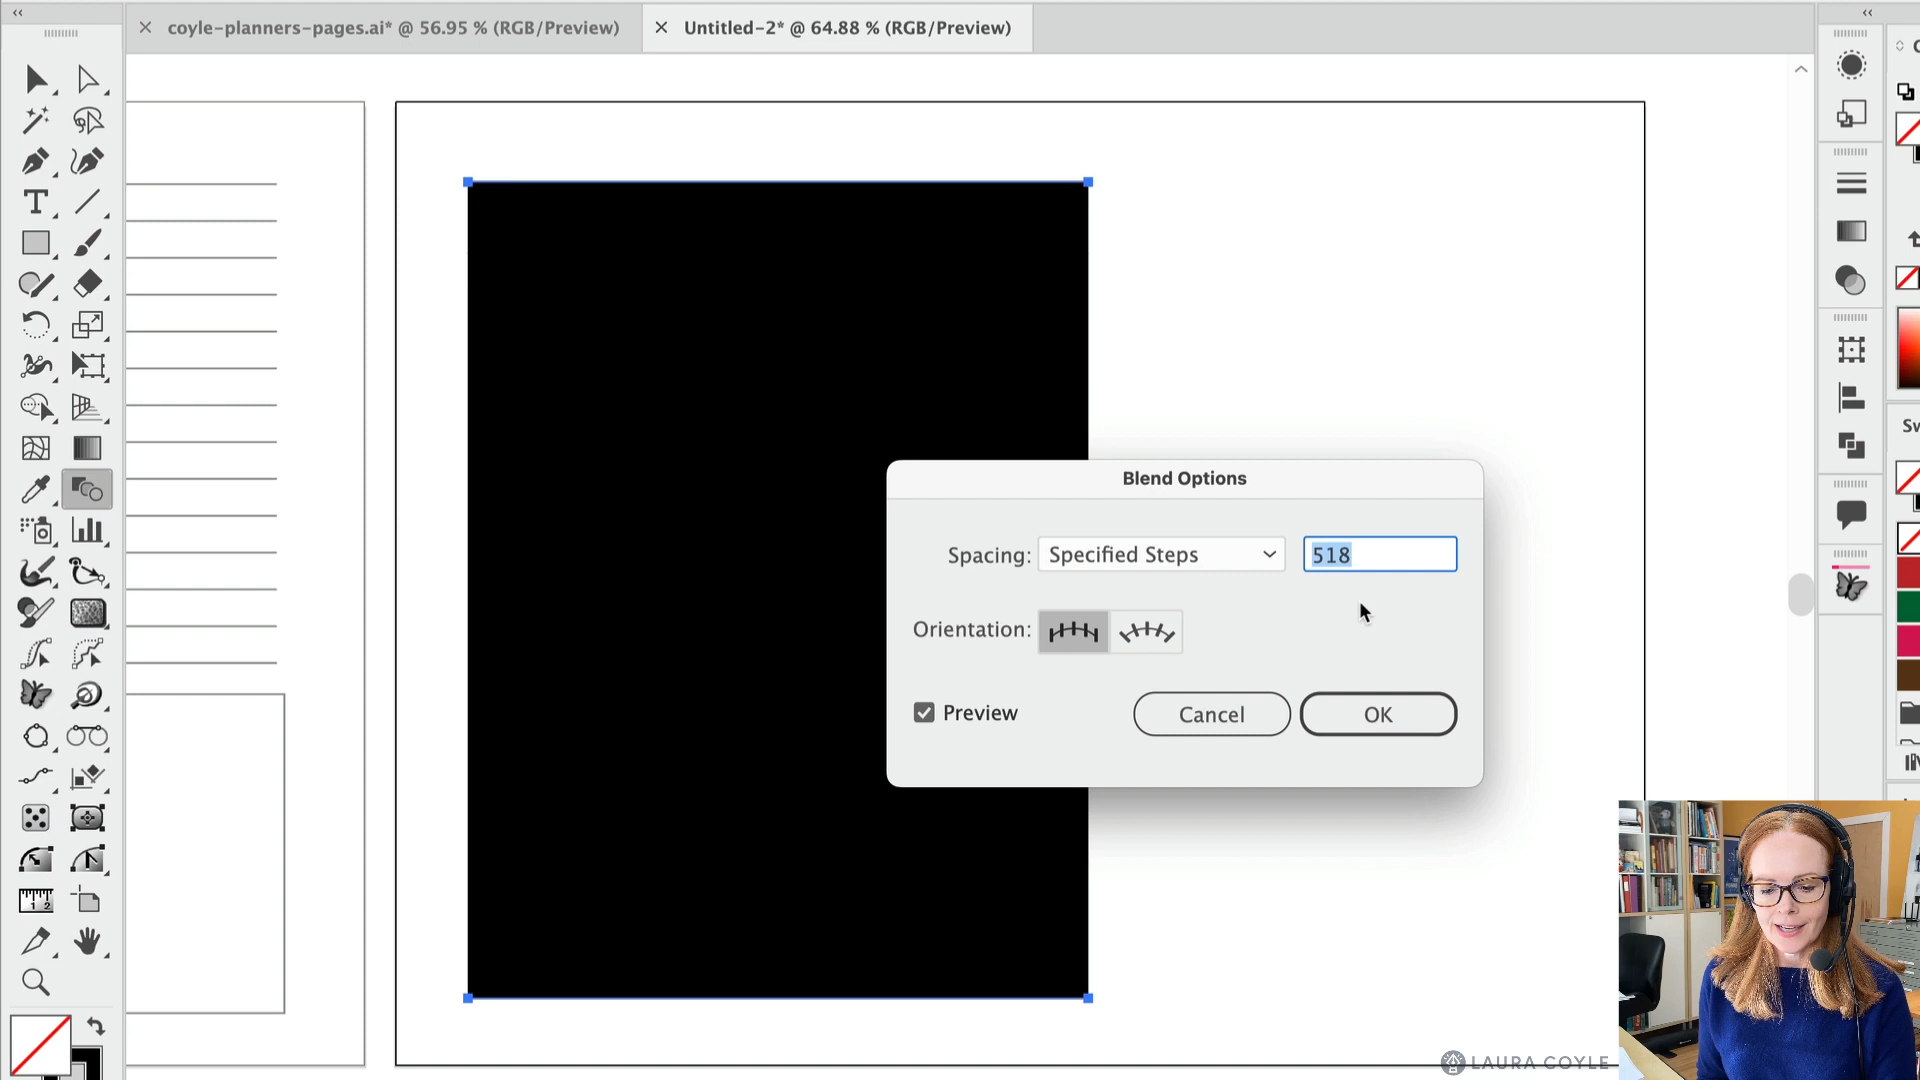 coyle-planners-pages.ai* @ 56.95 % (RGB/Preview)
Untitled-2* @ 64.88 % (RGB/Preview)
Blend Options
Spacing: Specified Steps 518
Orientation:
Preview
Cancel
OK
Sw
LAURA COYLE